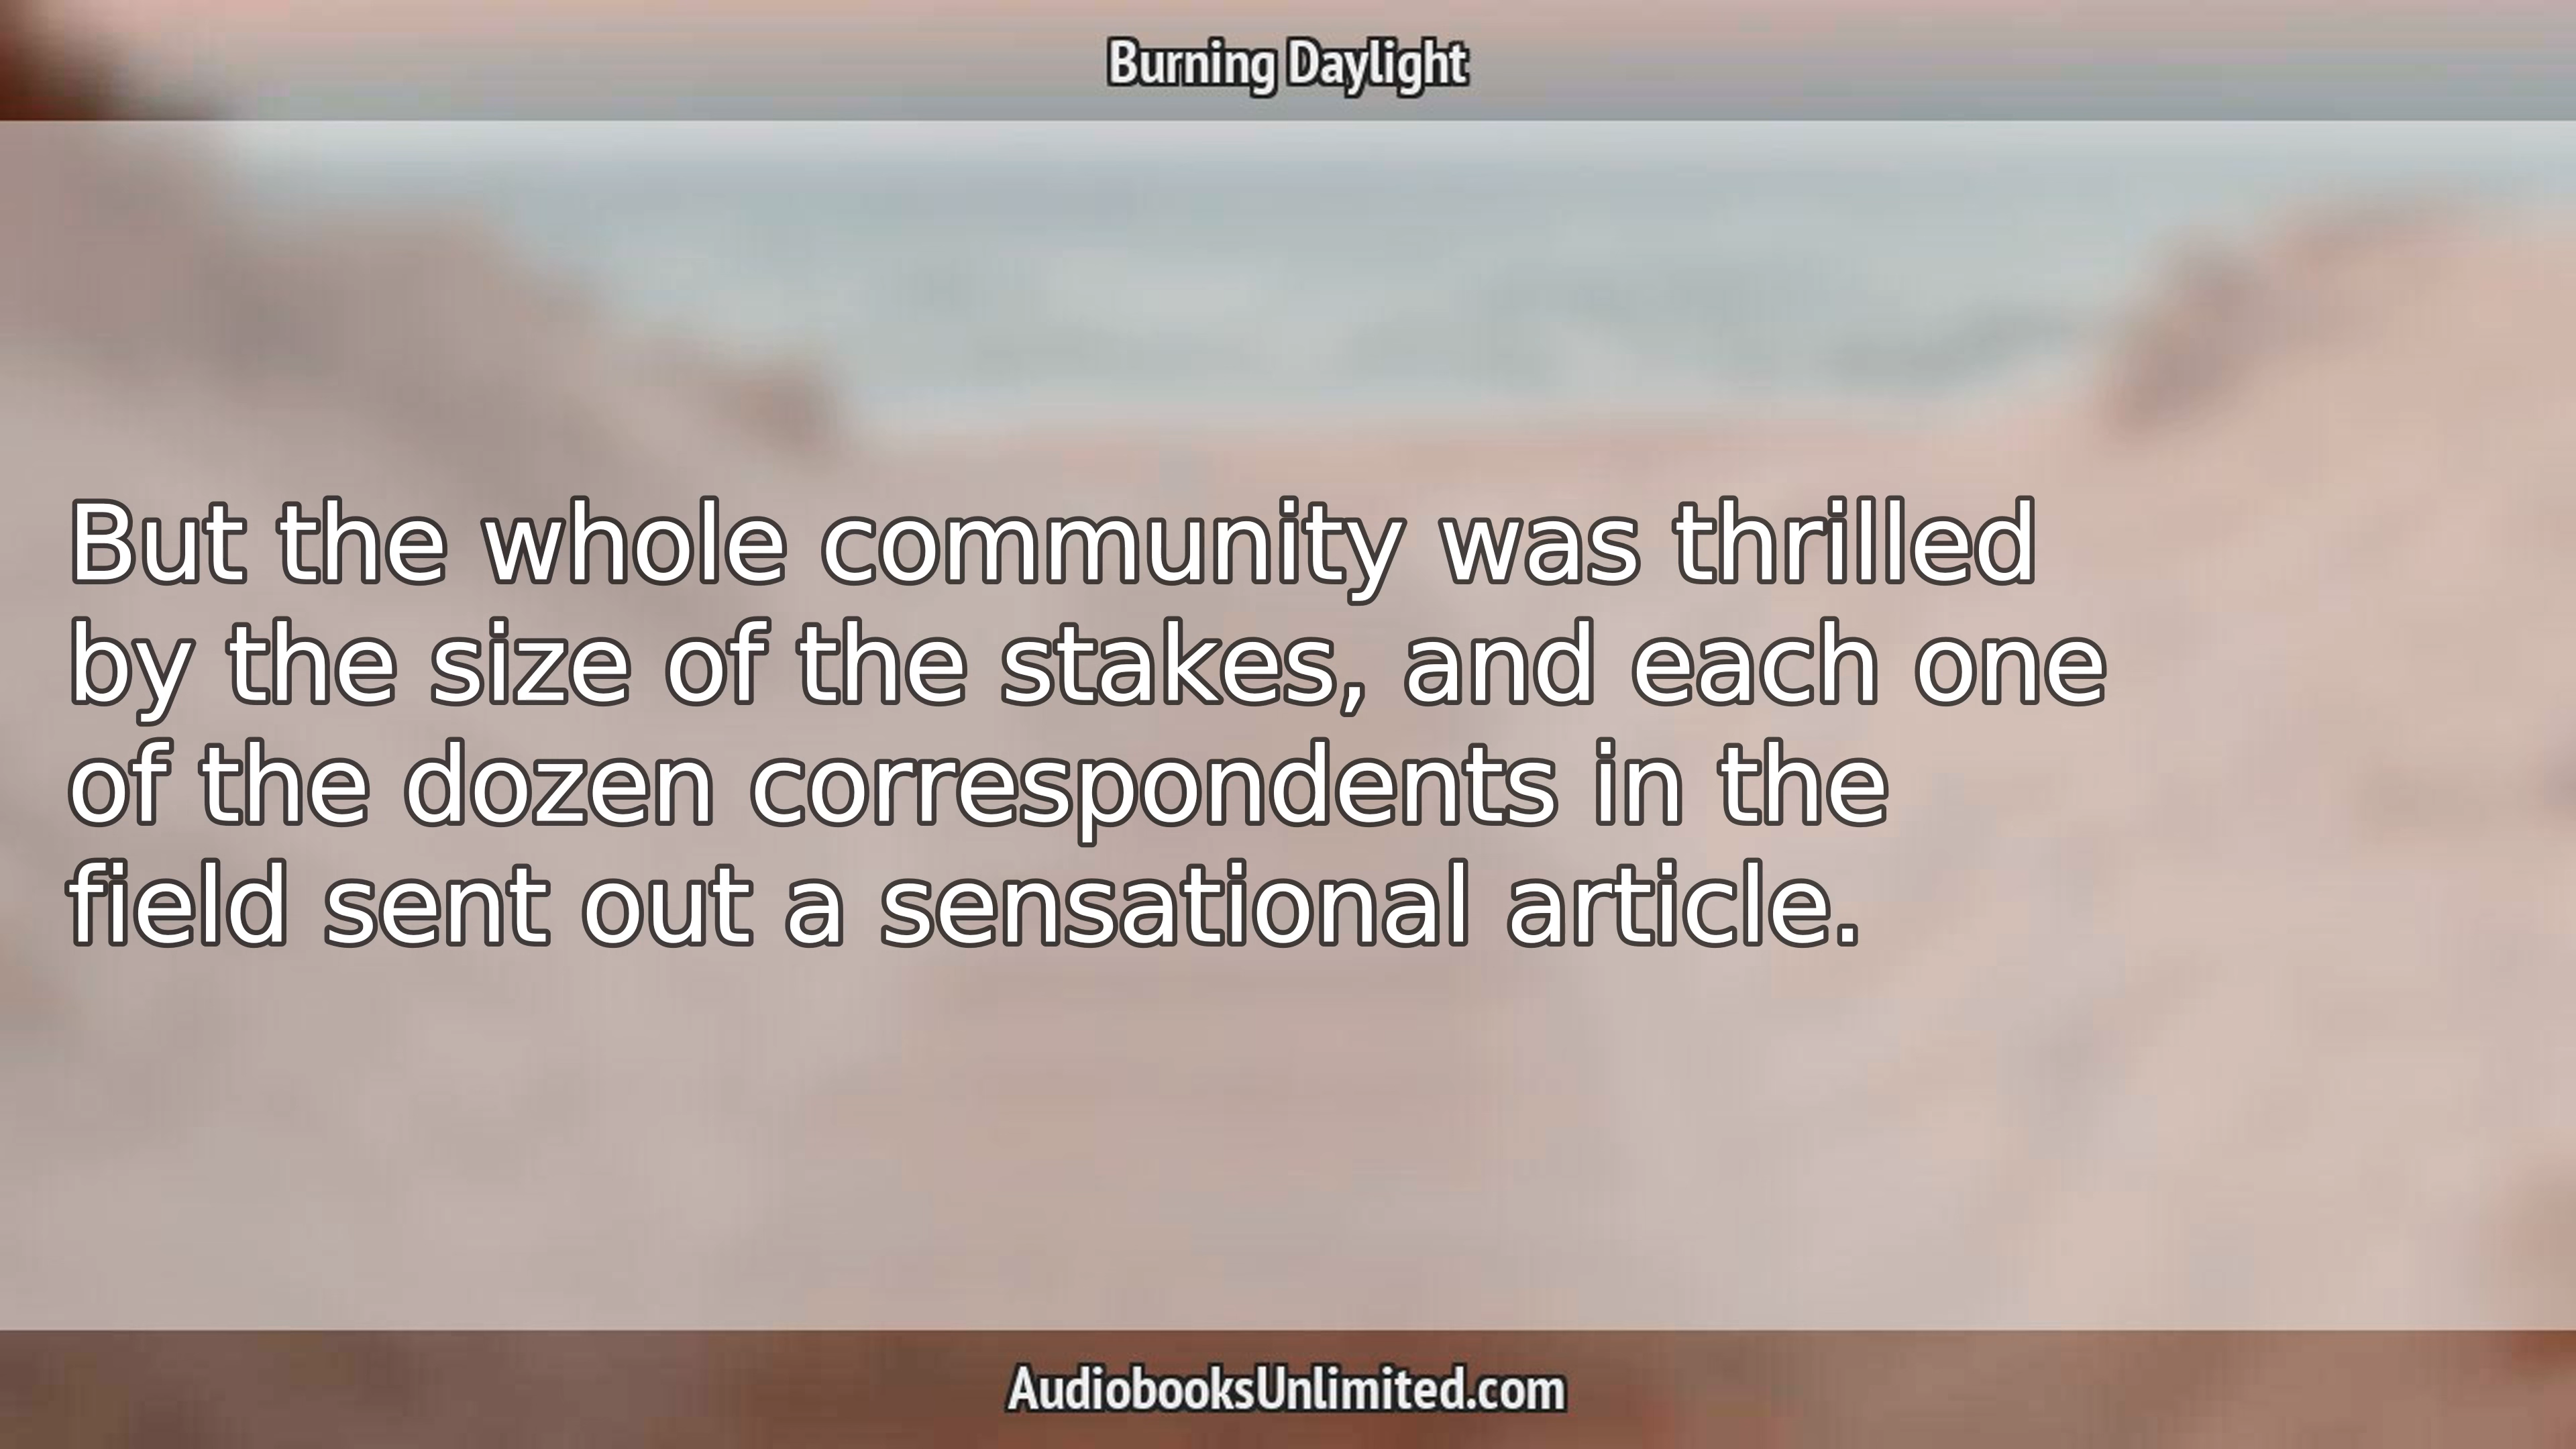 Burning Daylight
But the whole community was thrilled
by the size of the stakes, and each one
of the dozen correspondents in the
field sent out a sensational article.
AudiobooksUnlimited.com